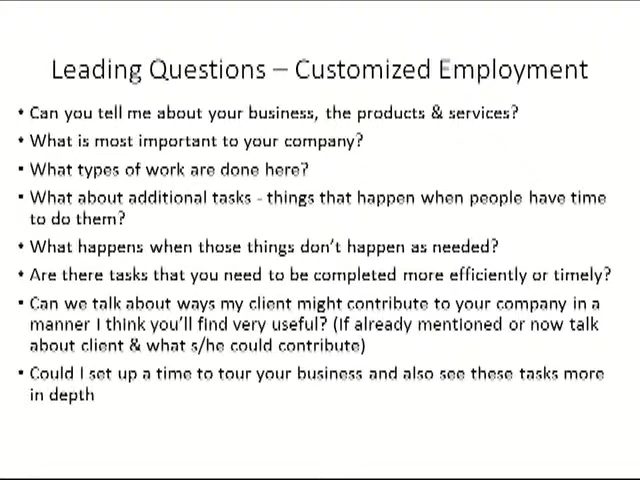 Leading Questions – Customized Employment
• Can you tell me about your business, the products & services?
• What is most important to your company?
• What types of work are done here?
• What about additional tasks - things that happen when people have time
to do them?
• What happens when those things don't happen as needed?
• Are there tasks that you need to be completed more efficiently or timely?
• Can we talk about ways my client might contribute to your company in a
manner I think you'll find very useful? (If already mentioned or now talk
about client & what s/he could contribute)
• Could I set up a time to tour your business and also see these tasks more
in depth